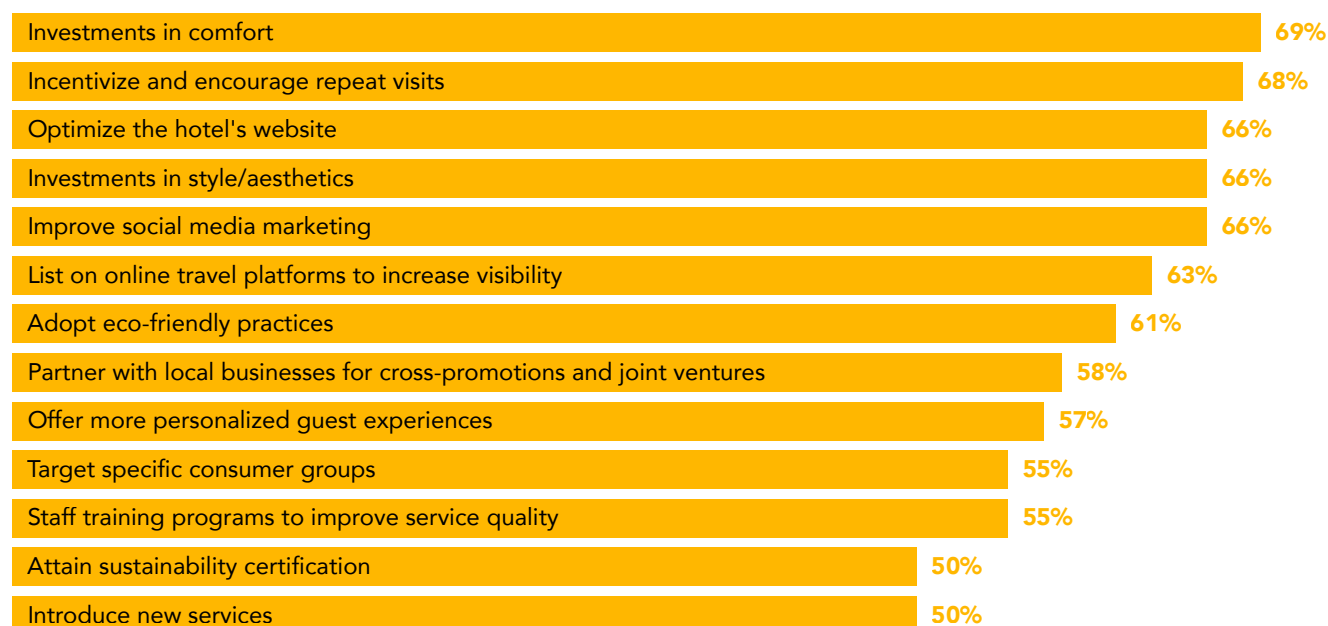 Investments in comfort 69%
Incentivize and encourage repeat visits 68%
Optimize the hotel's website 66%
Investments in style/aesthetics 66%
Improve social media marketing 66%
List on online travel platforms to increase visibility 63%
Adopt eco-friendly practices 61%
Partner with local businesses for cross-promotions and joint ventures 58%
Offer more personalized guest experiences 57%
Target specific consumer groups 55%
Staff training programs to improve service quality 55%
Attain sustainability certification 50%
Introduce new services 50%